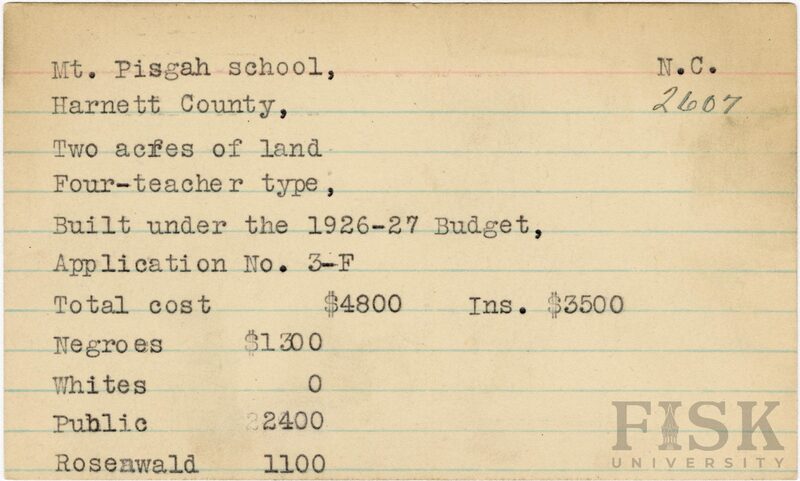 Mt. Pisgah school, N.C.
Harnett County, 2607
Two acres of land
Four-teacher type,
Built under the 1926-27 Budget,
Application No. 3-F
Total cost $4800 Ins. $3500
Negroes $1300
Whites 0
Public 2400
Rosenwald 1100
FISK
UNIVERSITY